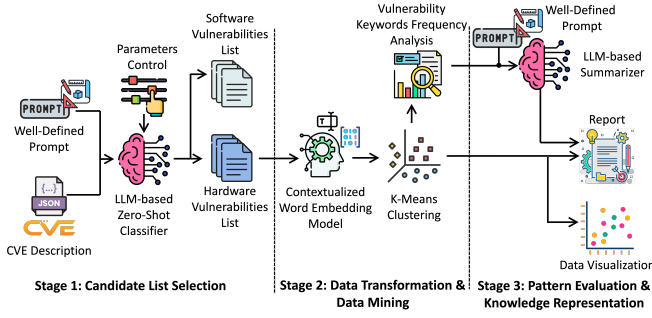 Software
Vulnerabilities
List
Parameters
Control
PROMPT
Well-Defined
Prompt
{...}
JSON
CVE
CVE Description
LLM-based
Zero-Shot
Classifier
Hardware
Vulnerabilities
List
Stage 1: Candidate List Selection
Vulnerability
Keywords Frequency
Analysis
T
Contextualized
Word Embedding
Model
K-Means
Clustering
Stage 2: Data Transformation &
Data Mining
Well-Defined
Prompt
PROMPT
LLM-based
Summarizer
Report
Data Visualization
Stage 3: Pattern Evaluation &
Knowledge Representation